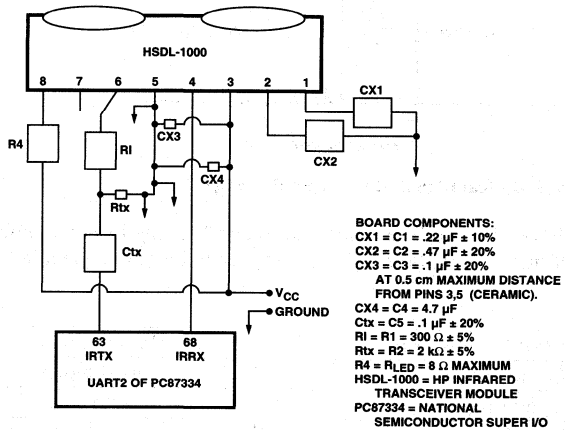 HSDL-1000
8 7 6 5 4 3 2 1
CX1
CX3
R4
RI
CX2
CX4
Rtx
Ctx
BOARD COMPONENTS:
CX1 = C1 = .22 µF ± 10%
CX2 = C2 = .47 µF ± 20%
CX3 = C3 = .1 µF ± 20%
AT 0.5 cm MAXIMUM DISTANCE
FROM PINS 3,5 (CERAMIC).
CX4 = C4 = 4.7 µF
Ctx = C5 = .1 µF ± 20%
RI = R1 = 300 Ω ± 5%
Rtx = R2 = 2 kΩ ± 5%
R4 = RLED = 8 Ω MAXIMUM
HSDL-1000 = HP INFRARED
TRANSCEIVER MODULE
PC87334 = NATIONAL
SEMICONDUCTOR SUPER I/O
VCC
GROUND
63 68
IRTX IRRX
UART2 OF PC87334